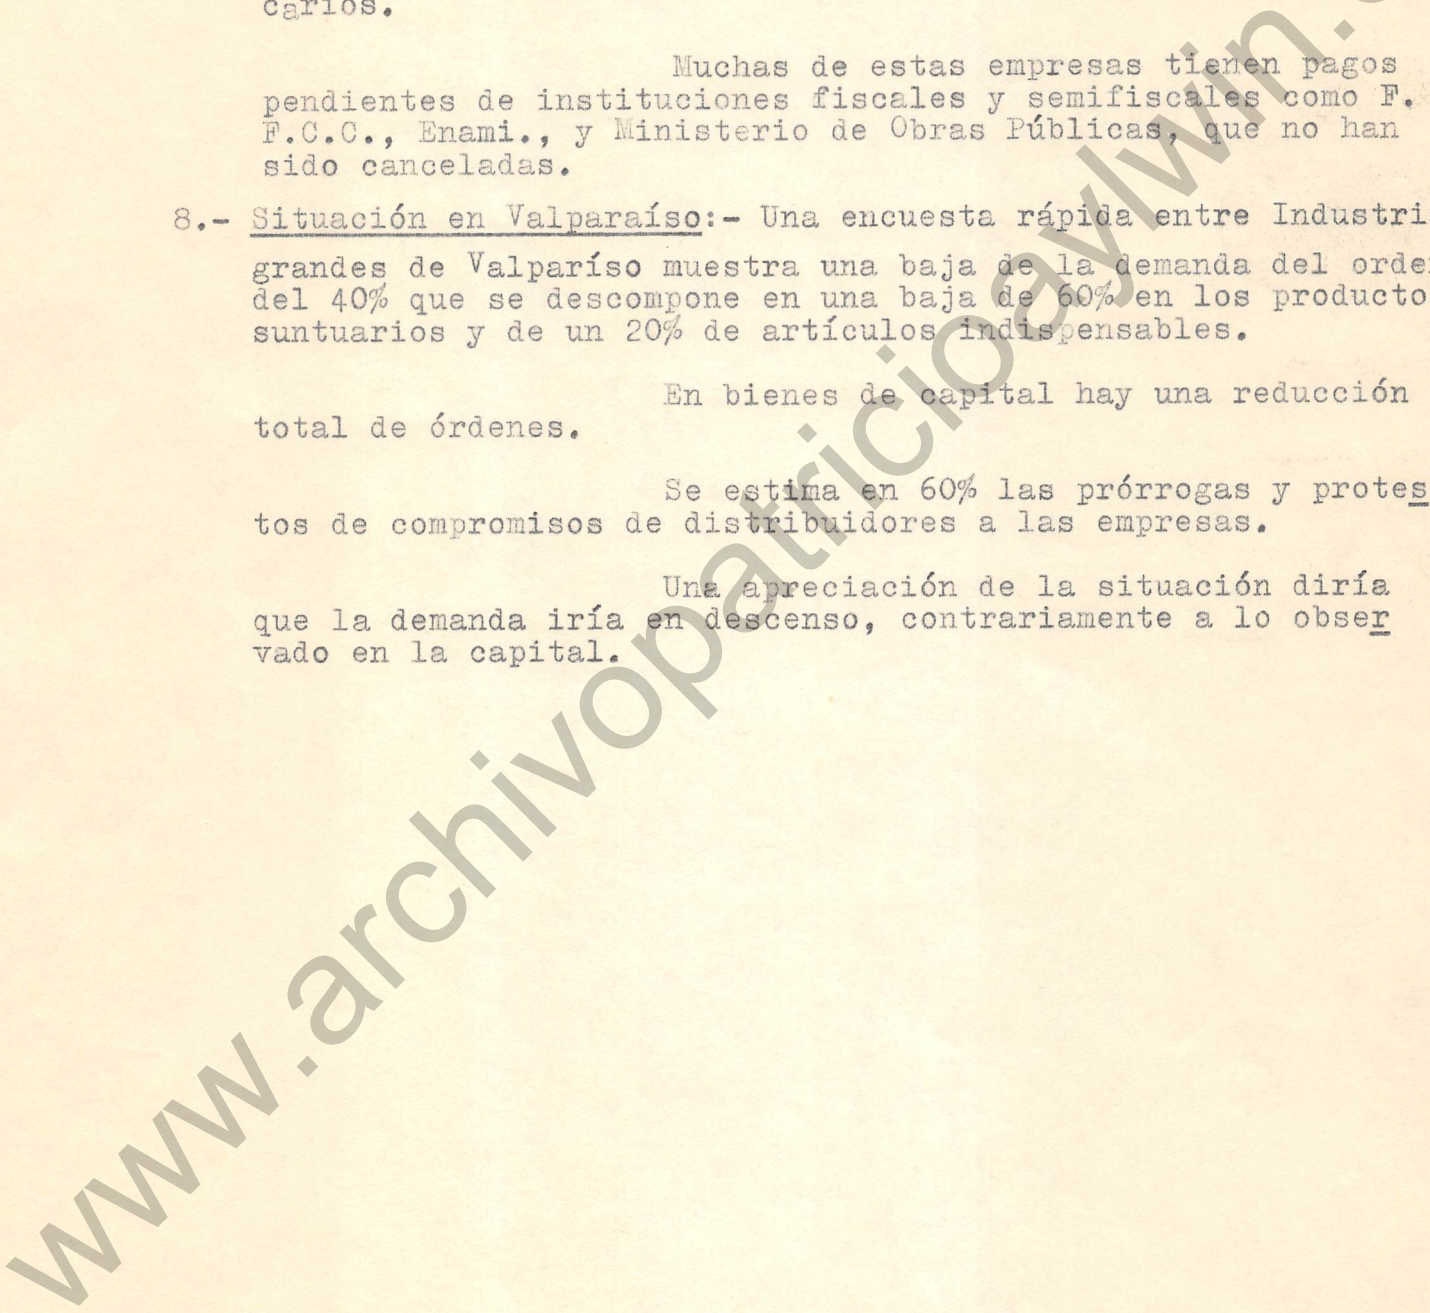 carios.
Muchas de estas empresas tienen pagos
pendientes de instituciones fiscales y semifiscales como F.
F.C.C., Enami., y Ministerio de Obras Públicas, que no han
sido canceladas.
8.- Situación en Valparaíso:- Una encuesta rápida entre Industri
grandes de Valparíso muestra una baja de la demanda del orde
del 40% que se descompone en una baja de 60% en los producto
suntuarios y de un 20% de artículos indispensables.
En bienes de capital hay una reducción
total de órdenes.
Se estima en 60% las prórrogas y protes
tos de compromisos de distribuidores a las empresas.
Una apreciación de la situación diría
que la demanda iría en descenso, contrariamente a lo obser
vado en la capital.
www.archivopatricioaylwin.c